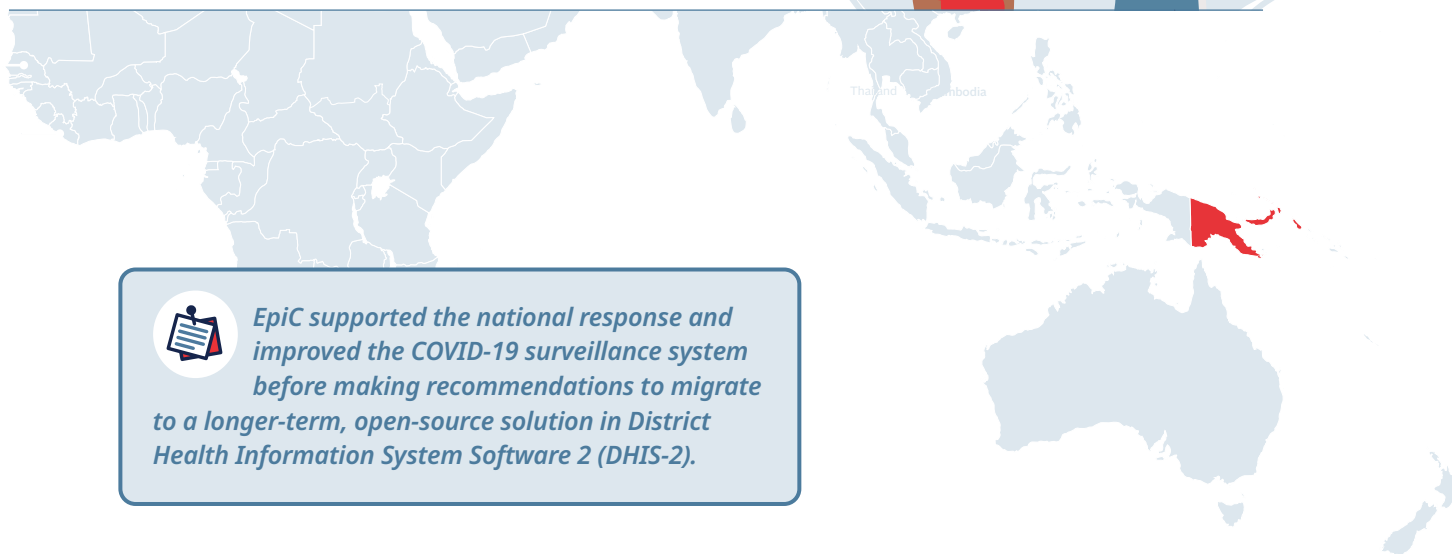 Thailand
EpiC supported the national response and
improved the COVID-19 surveillance system
before making recommendations to migrate
to a longer-term, open-source solution in District
Health Information System Software 2 (DHIS-2).